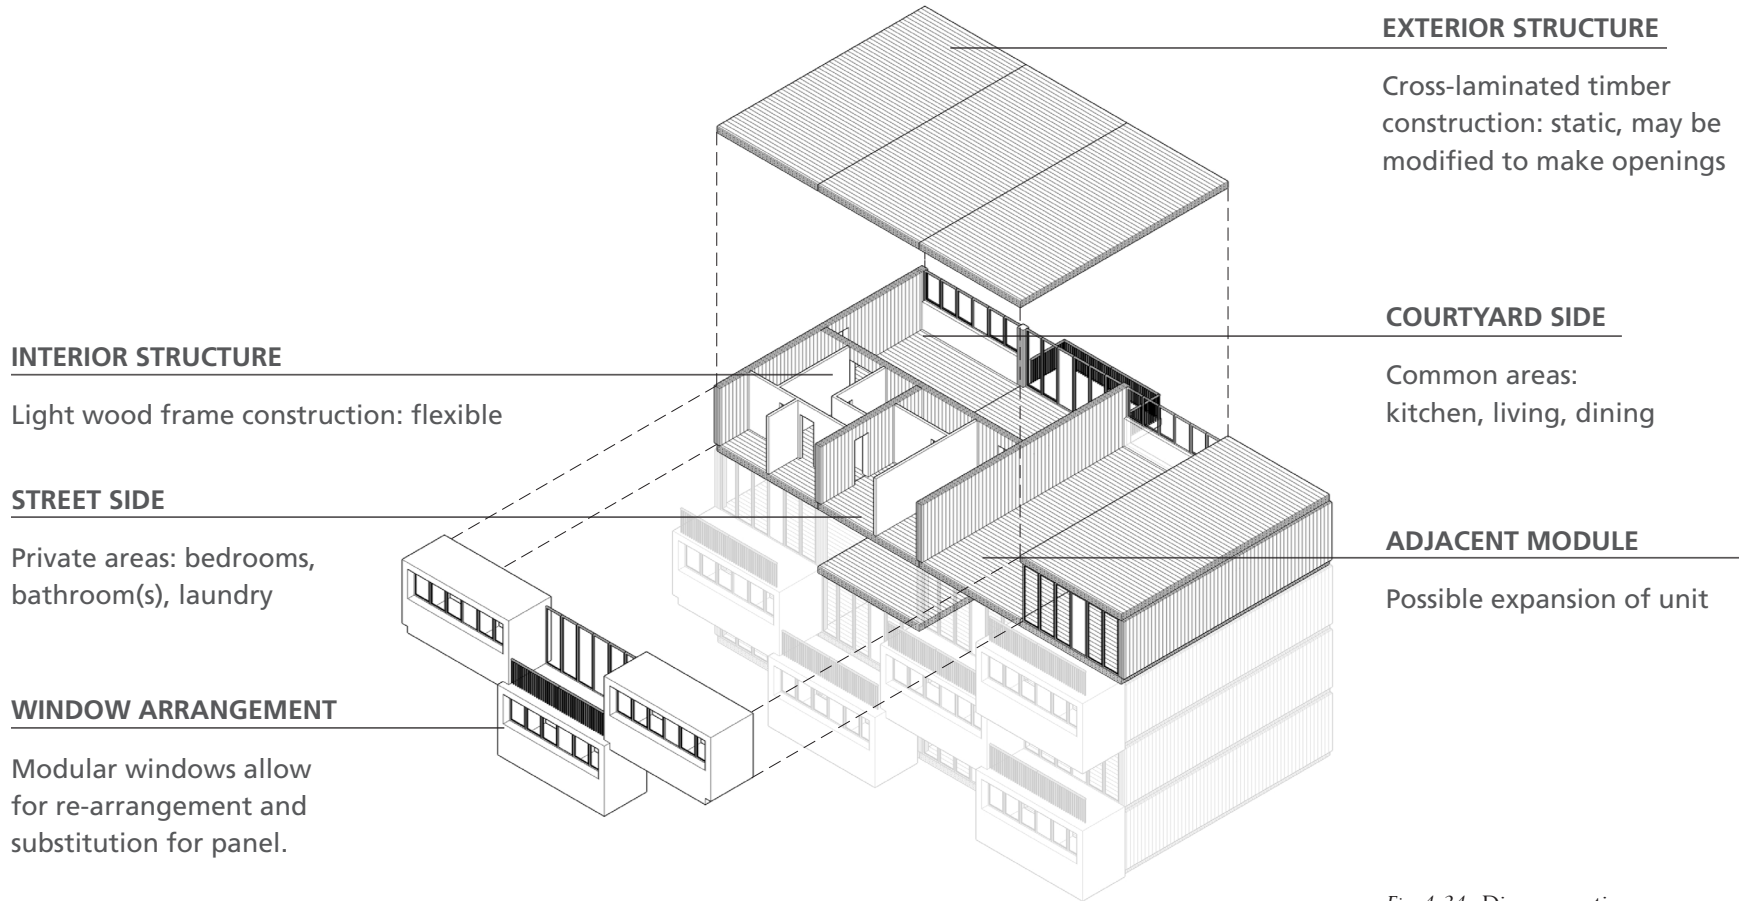 EXTERIOR STRUCTURE
Cross-laminated timber
construction: static, may be
modified to make openings
COURTYARD SIDE
Common areas:
kitchen, living, dining
ADJACENT MODULE
Possible expansion of unit
INTERIOR STRUCTURE
Light wood frame construction: flexible
STREET SIDE
Private areas: bedrooms,
bathroom(s), laundry
WINDOW ARRANGEMENT
Modular windows allow
for re-arrangement and
substitution for panel.